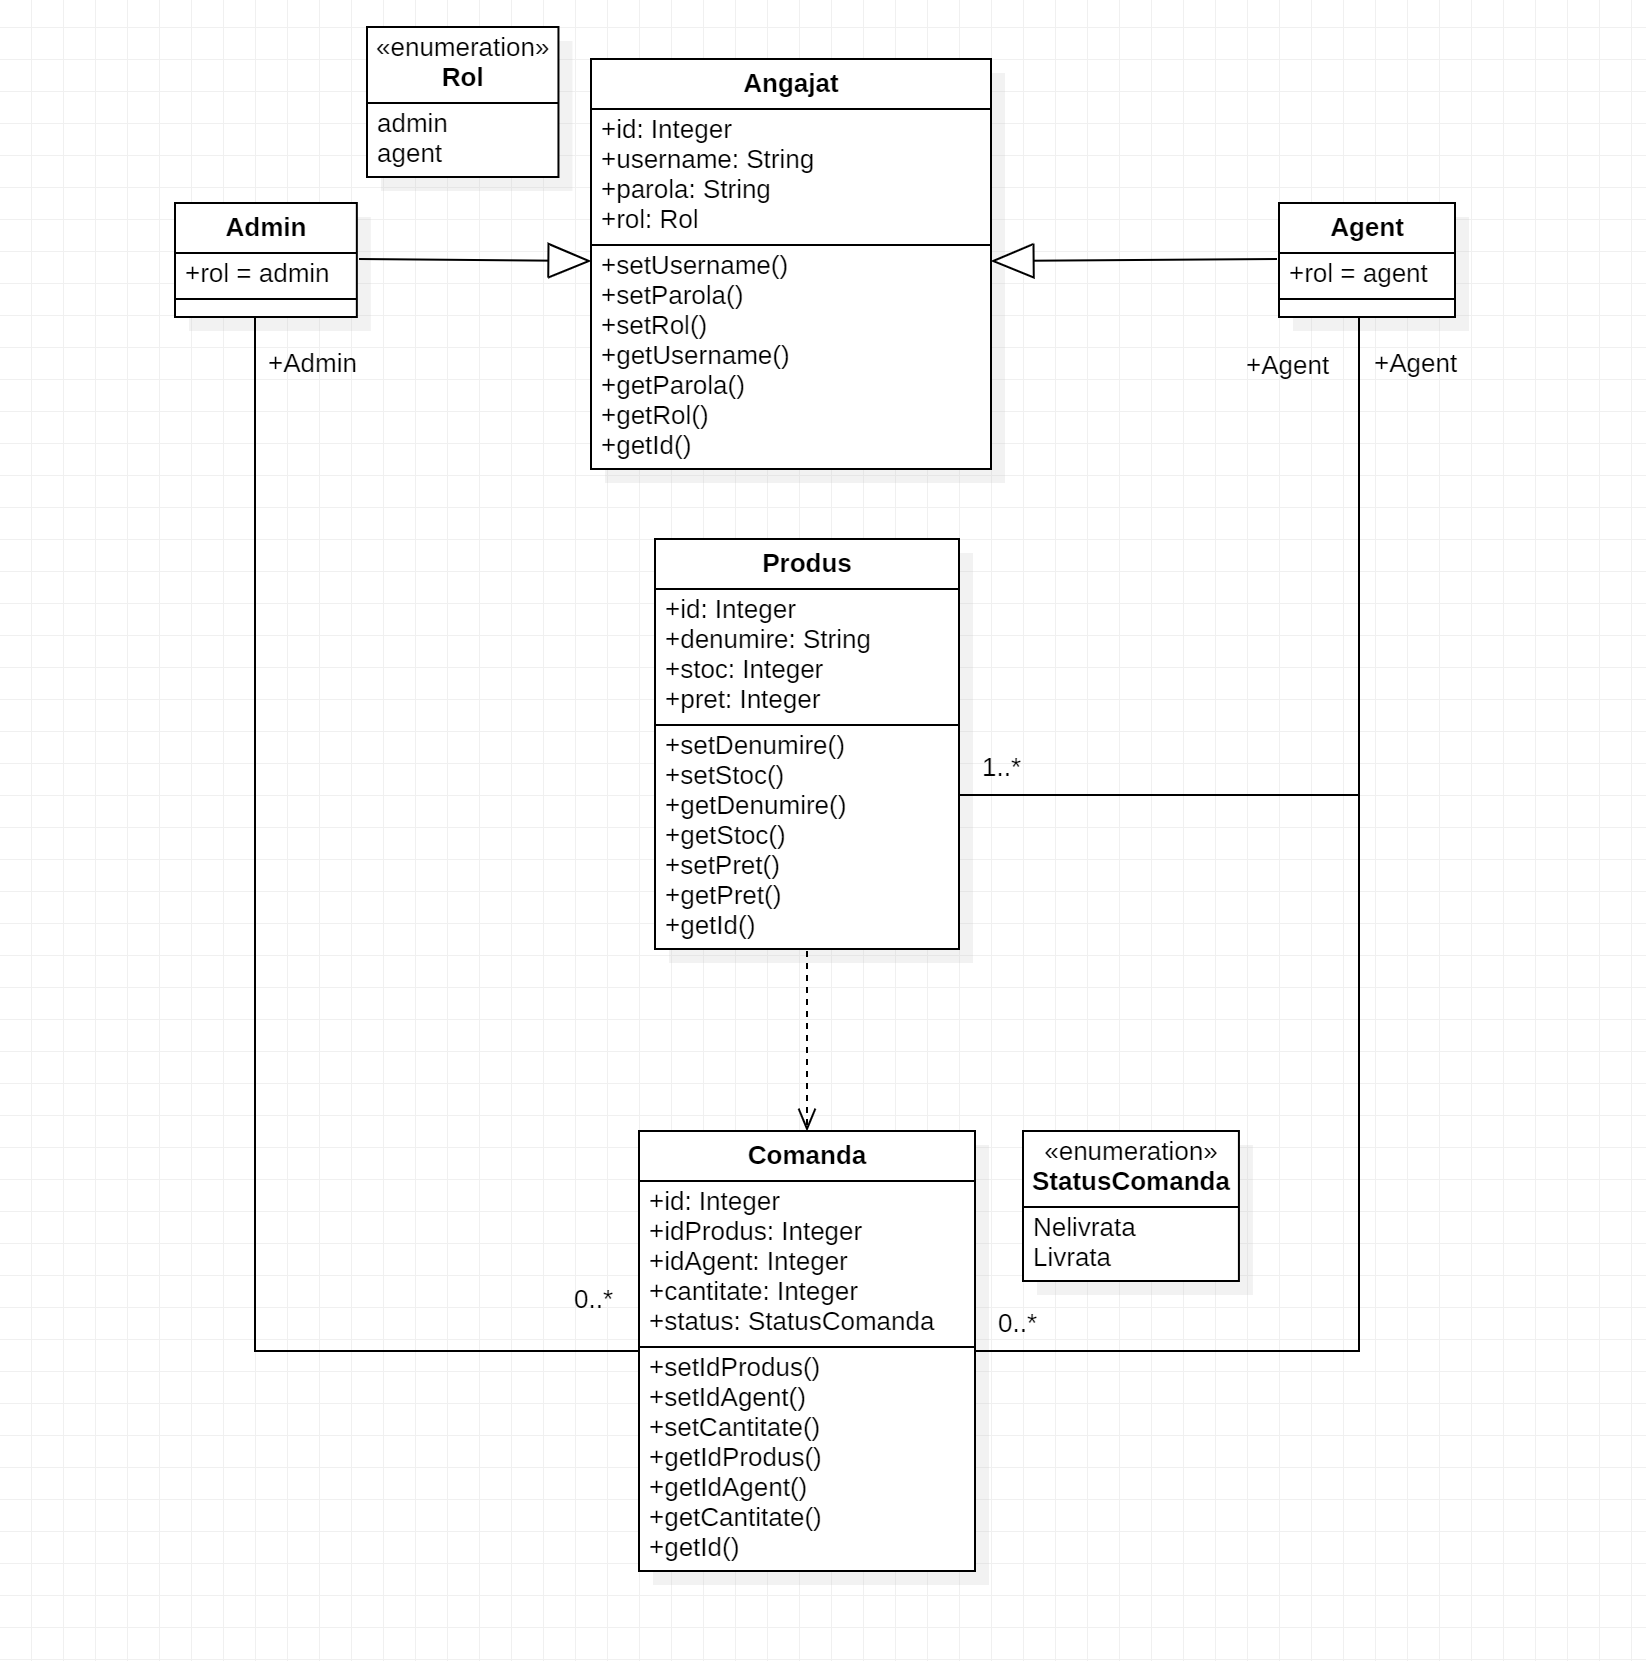 «enumeration»
Rol
admin
agent
Angajat
+id: Integer
+username: String
+parola: String
+rol: Rol
+setUsername()
+setParola()
+setRol()
+getUsername()
+getParola()
+getRol()
+getId()
Admin
+rol = admin
Agent
+rol = agent
+Admin
+Agent
+Agent
Produs
+id: Integer
+denumire: String
+stoc: Integer
+pret: Integer
+setDenumire()
+setStoc()
+getDenumire()
+getStoc()
+setPret()
+getPret()
+getId()
1..*
Comanda
+id: Integer
+idProdus: Integer
+idAgent: Integer
+cantitate: Integer
+status: StatusComanda
+setIdProdus()
+setIdAgent()
+setCantitate()
+getIdProdus()
+getIdAgent()
+getCantitate()
+getId()
«enumeration»
StatusComanda
Nelivrata
Livrata
0..*
0..*